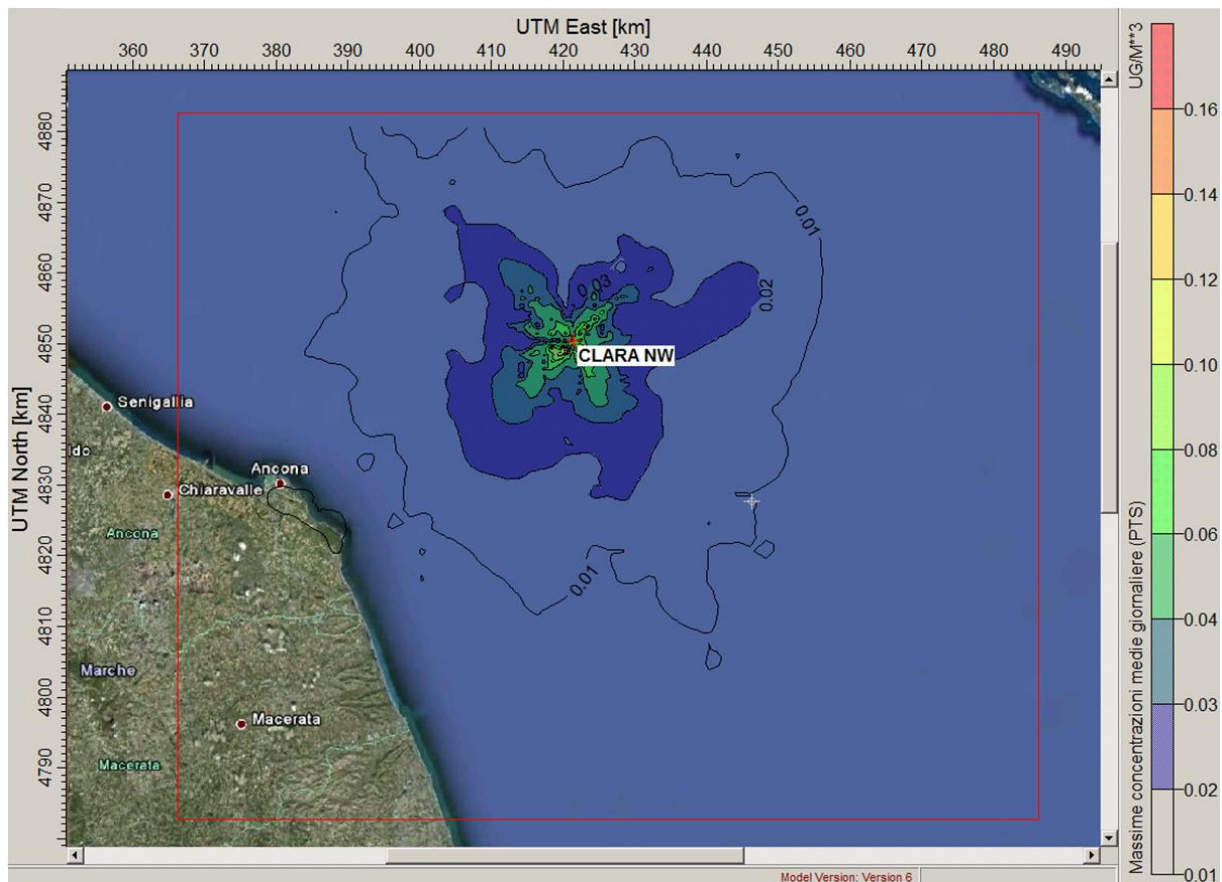 UTM East [km]
360 370 380 390 400 410 420 430 440 450 460 470 480 490
UTM North [km]
4880
4870
4860
4850
4840
4830
4820
4810
4800
4790
0.01
0.02
0.03
CLARA NW
0.01
Senigallia
ldo
Ancona
Chiaravalle
Ancona
Marche
Macerata
Macerata
UG/M**3
0.16
0.14
0.12
0.10
0.08
0.06
0.04
0.03
0.02
0.01
Massime concentrazioni medie giornaliere (PTS)
Model Version: Version 6